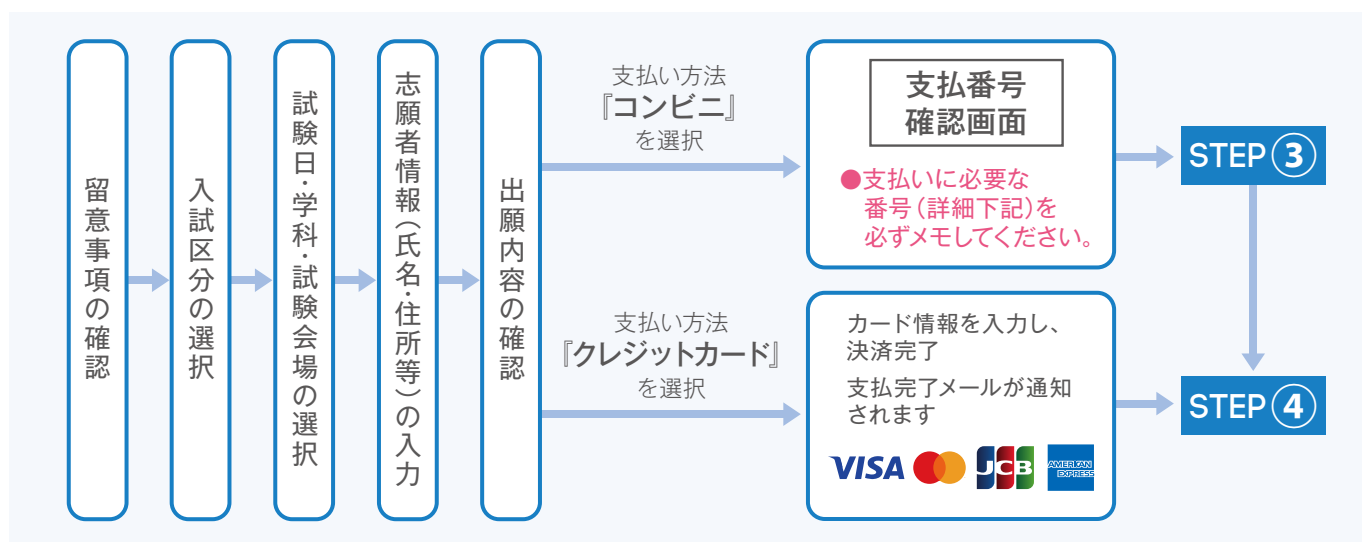 留意事項の確認
入試区分の選択
試験日・学科・試験会場の選択
志願者情報(氏名・住所等)の入力
出願内容の確認
支払い方法
『コンビニ』
を選択
支払番号
確認画面
●支払いに必要な
番号(詳細下記)を
必ずメモしてください。
STEP③
支払い方法
『クレジットカード』
を選択
カード情報を入力し、
決済完了
支払完了メールが通知
されます
VISA
JCB
AMERICAN
EXPRESS
STEP④